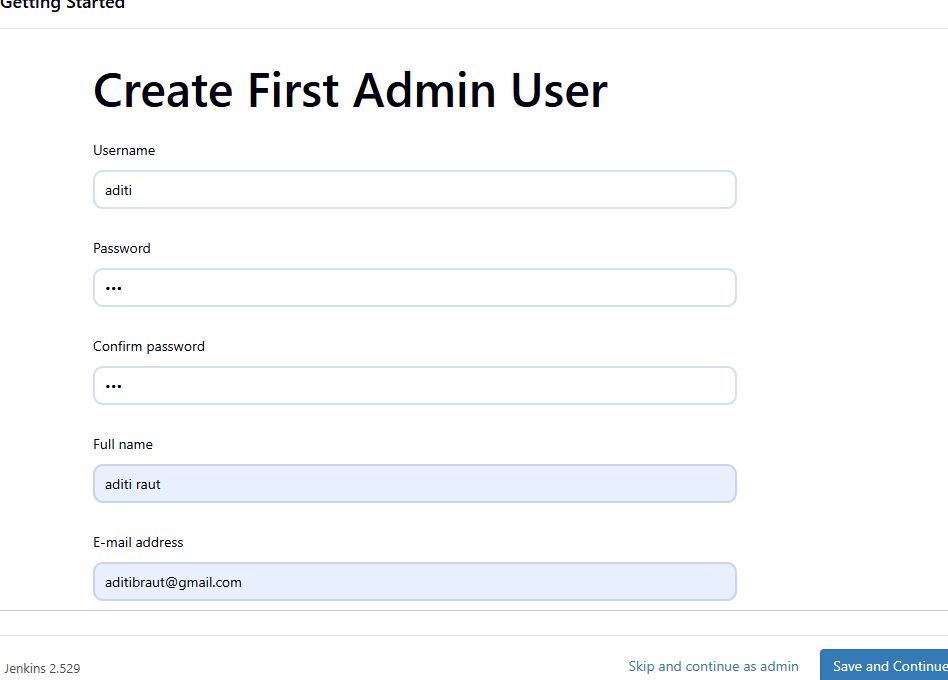 Getting Started
Create First Admin User
Username
aditi
Password
•••
Confirm password
•••
Full name
aditi raut
E-mail address
aditibraut@gmail.com
Jenkins 2.529
Skip and continue as admin
Save and Continue